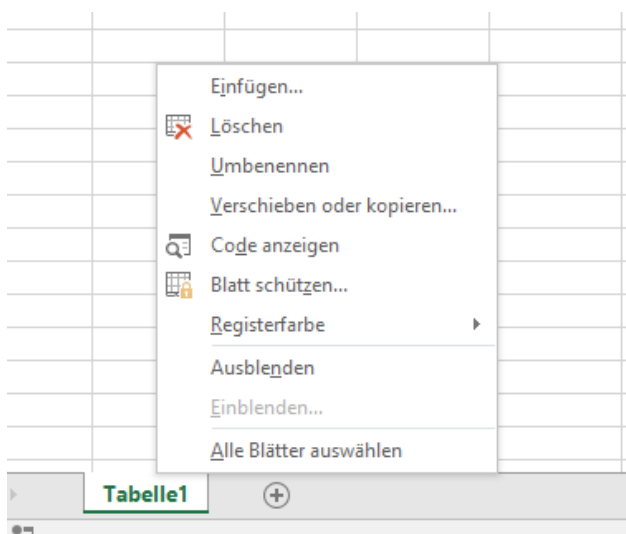 Einfügen...
Löschen
Umbenennen
Verschieben oder kopieren...
Code anzeigen
Blatt schützen...
Registerfarbe
Ausblenden
Einblenden...
Alle Blätter auswählen
Tabelle1